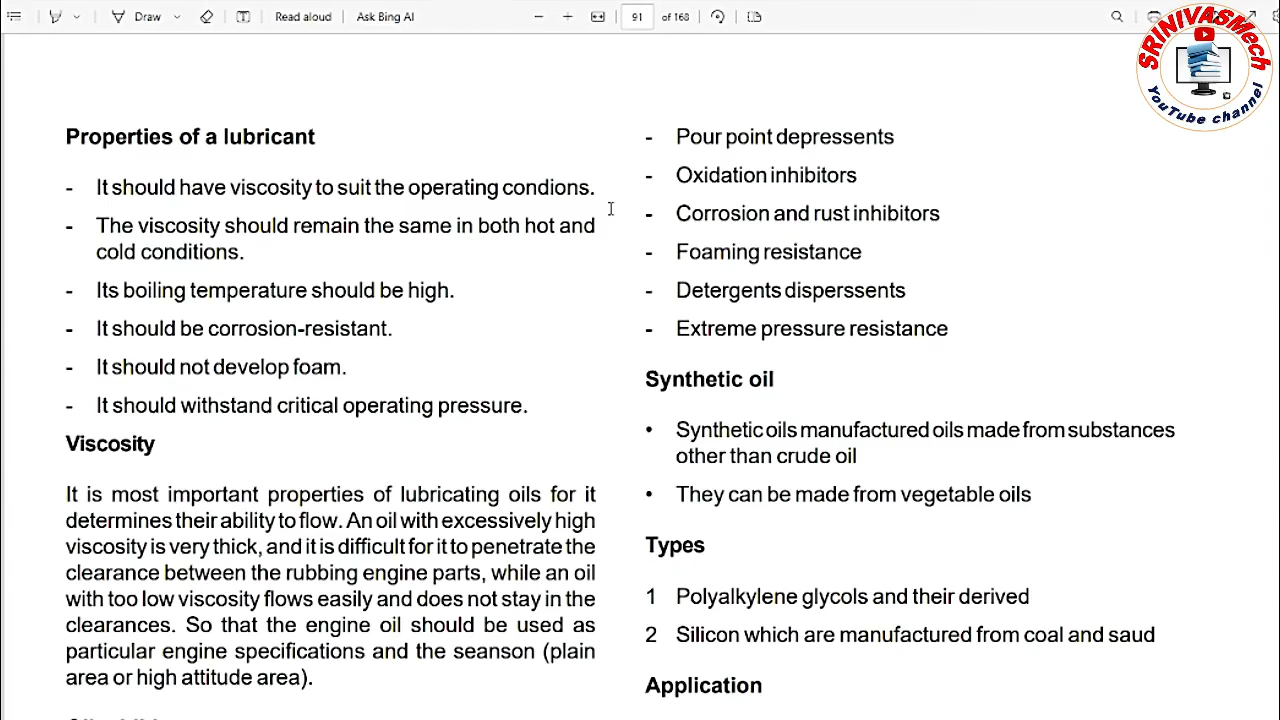 Draw
Read aloud
Ask Bing AI
91
of 168
SRINIVASMech
YouTube channel
Properties of a lubricant
- It should have viscosity to suit the operating condions.
- The viscosity should remain the same in both hot and
cold conditions.
- Its boiling temperature should be high.
- It should be corrosion-resistant.
- It should not develop foam.
- It should withstand critical operating pressure.
Viscosity
It is most important properties of lubricating oils for it
determines their ability to flow. An oil with excessively high
viscosity is very thick, and it is difficult for it to penetrate the
clearance between the rubbing engine parts, while an oil
with too low viscosity flows easily and does not stay in the
clearances. So that the engine oil should be used as
particular engine specifications and the seanson (plain
area or high attitude area).
- Pour point depressents
- Oxidation inhibitors
- Corrosion and rust inhibitors
- Foaming resistance
- Detergents disperssents
- Extreme pressure resistance
Synthetic oil
• Synthetic oils manufactured oils made from substances
other than crude oil
• They can be made from vegetable oils
Types
1 Polyalkylene glycols and their derived
2 Silicon which are manufactured from coal and saud
Application